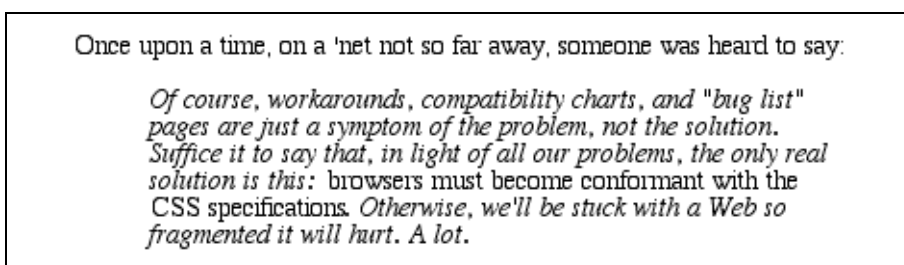 Once upon a time, on a 'net not so far away, someone was heard to say:
Of course, workarounds, compatibility charts, and "bug list"
pages are just a symptom of the problem, not the solution.
Suffice it to say that, in light of all our problems, the only real
solution is this: browsers must become conformant with the
CSS specifications. Otherwise, we'll be stuck with a Web so
fragmented it will hurt. A lot.